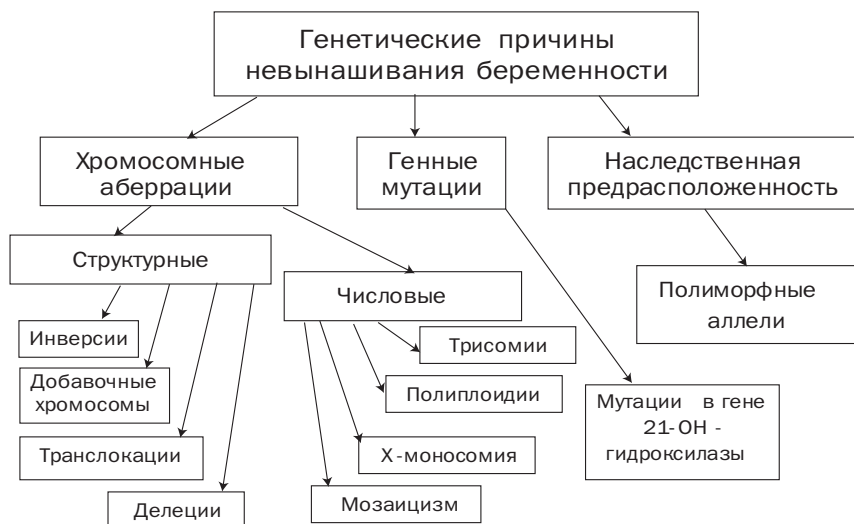 Генетические причины
невынашивания беременности
Хромосомные
аберрации
Генные
мутации
Наследственная
предрасположенность
Структурные
Числовые
Полиморфные
аллели
Инверсии
Трисомии
Добавочные
хромосомы
Полиплоидии
Мутации в гене
21-ОН -
гидроксилазы
Транслокации
Х-моносомия
Делеции
Мозаицизм